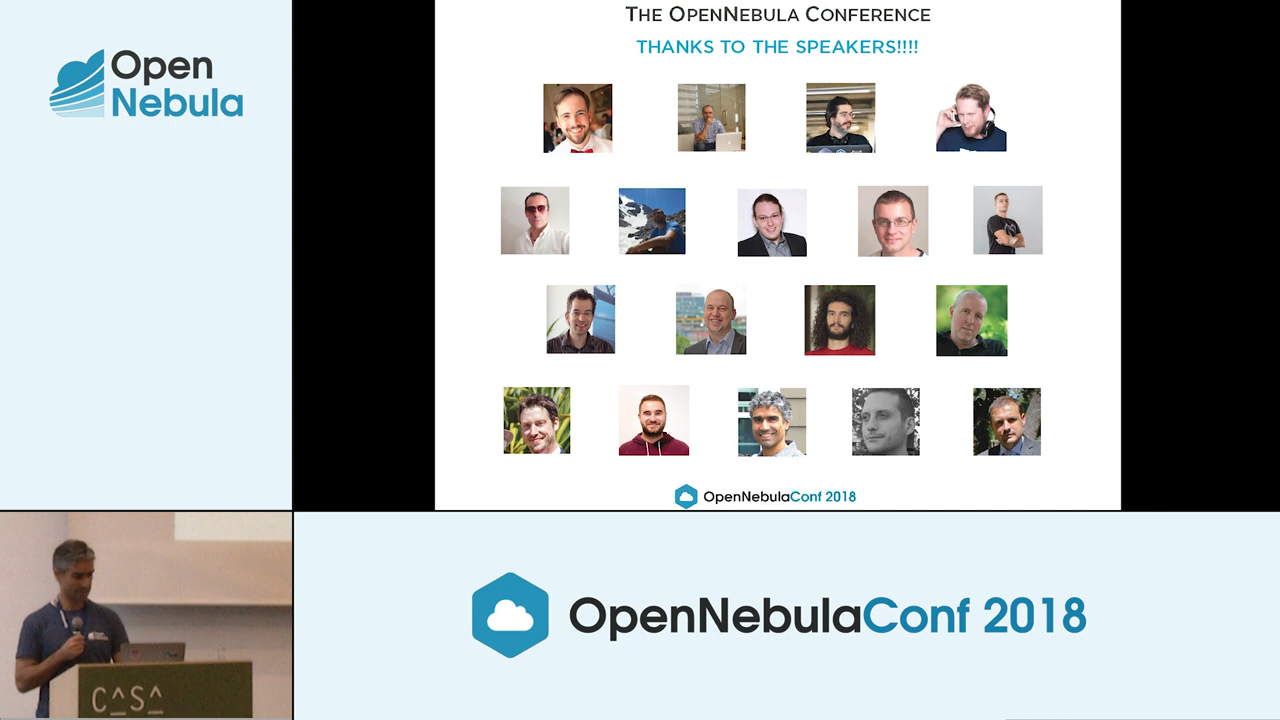 Open
Nebula
THE OPENNEBULA CONFERENCE
THANKS TO THE SPEAKERS!!!!
OpenNebulaConf 2018
C^S^
OpenNebulaConf 2018